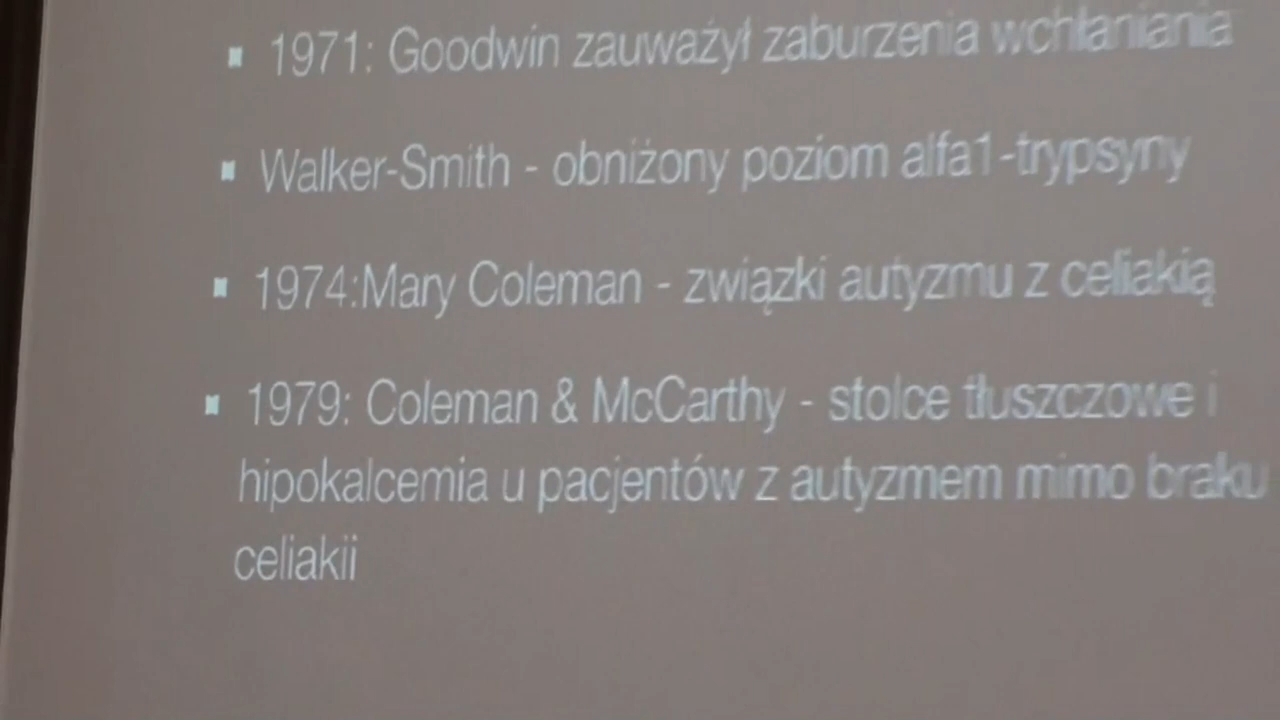 ▪ 1971: Goodwin zauważył zaburzenia wchłaniania
▪ Walker-Smith - obniżony poziom alfa1-trypsyny
▪ 1974:Mary Coleman - związki autyzmu z celiakią
▪ 1979: Coleman & McCarthy - stolce tłuszczowe i
hipokalcemia u pacjentów z autyzmem mimo braku
celiakii